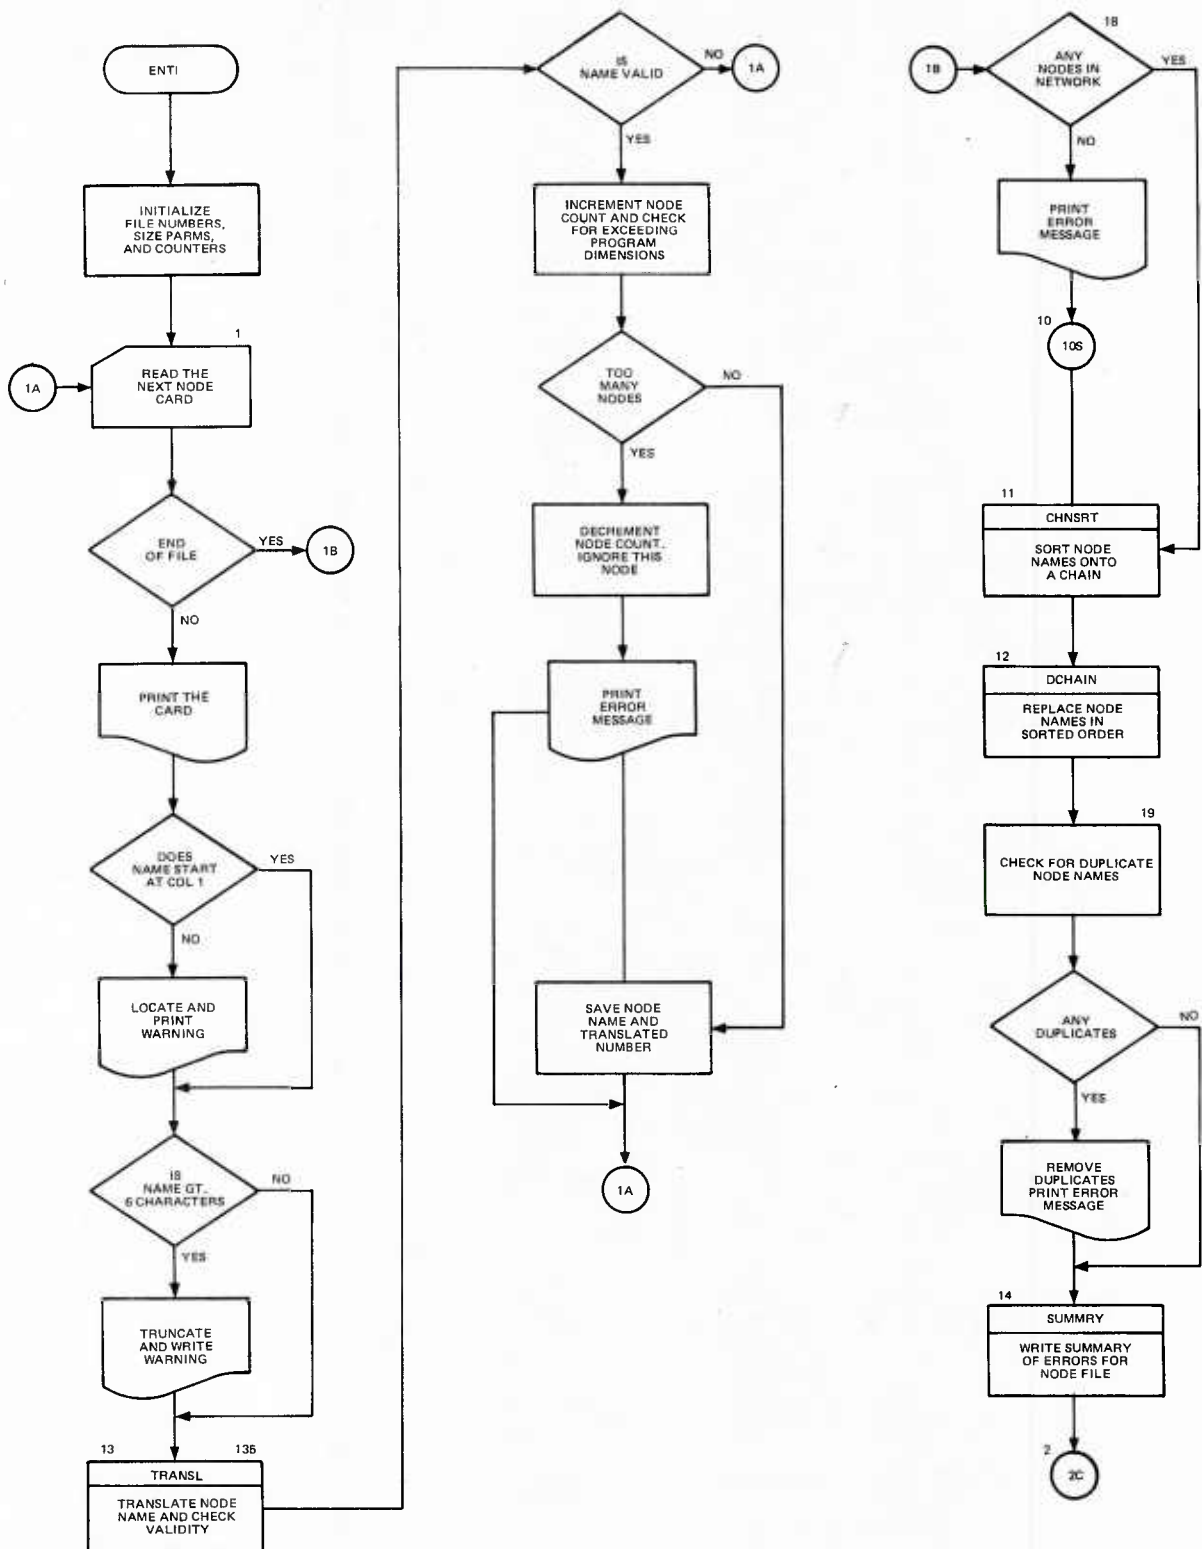 ENTI
INITIALIZE
FILE NUMBERS,
SIZE PARMS,
AND COUNTERS
1
1A
READ THE
NEXT NODE
CARD
END
OF FILE
YES
1B
NO
PRINT THE
CARD
DOES
NAME START
AT COL 1
YES
NO
LOCATE AND
PRINT
WARNING
IS
NAME GT.
6 CHARACTERS
NO
YES
TRUNCATE
AND WRITE
WARNING
13
136
TRANSL
TRANSLATE NODE
NAME AND CHECK
VALIDITY
IS
NAME VALID
NO
1A
YES
INCREMENT NODE
COUNT AND CHECK
FOR EXCEEDING
PROGRAM
DIMENSIONS
TOO
MANY
NODES
NO
YES
DECREMENT
NODE COUNT.
IGNORE THIS
NODE
PRINT
ERROR
MESSAGE
SAVE NODE
NAME AND
TRANSLATED
NUMBER
1A
18
1B
ANY
NODES IN
NETWORK
YES
NO
PRINT
ERROR
MESSAGE
10
10S
11
CHNSRT
SORT NODE
NAMES ONTO
A CHAIN
12
DCHAIN
REPLACE NODE
NAMES IN
SORTED ORDER
19
CHECK FOR DUPLICATE
NODE NAMES
ANY
DUPLICATES
NO
YES
REMOVE
DUPLICATES
PRINT ERROR
MESSAGE
14
SUMMRY
WRITE SUMMARY
OF ERRORS FOR
NODE FILE
2
2C